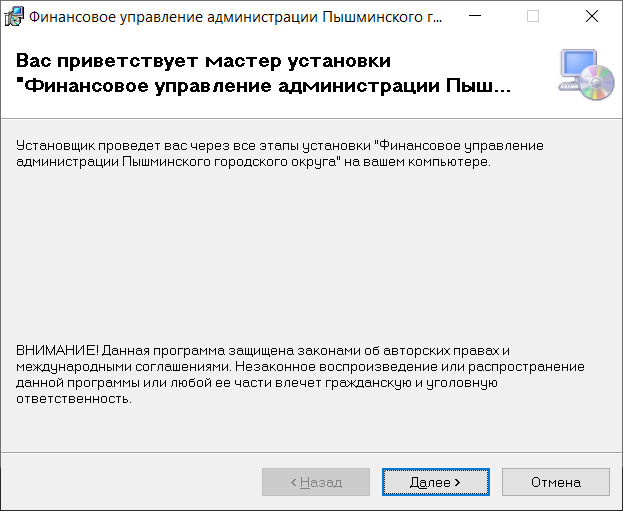 Финансовое управление администрации Пышминского г...
Вас приветствует мастер установки
"Финансовое управление администрации Пыш...
Установщик проведет вас через все этапы установки "Финансовое управление
администрации Пышминского городского округа" на вашем компьютере.
ВНИМАНИЕ! Данная программа защищена законами об авторских правах и
международными соглашениями. Незаконное воспроизведение или распространение
данной программы или любой ее части влечет гражданскую и уголовную
ответственность.
< Назад
Далее >
Отмена